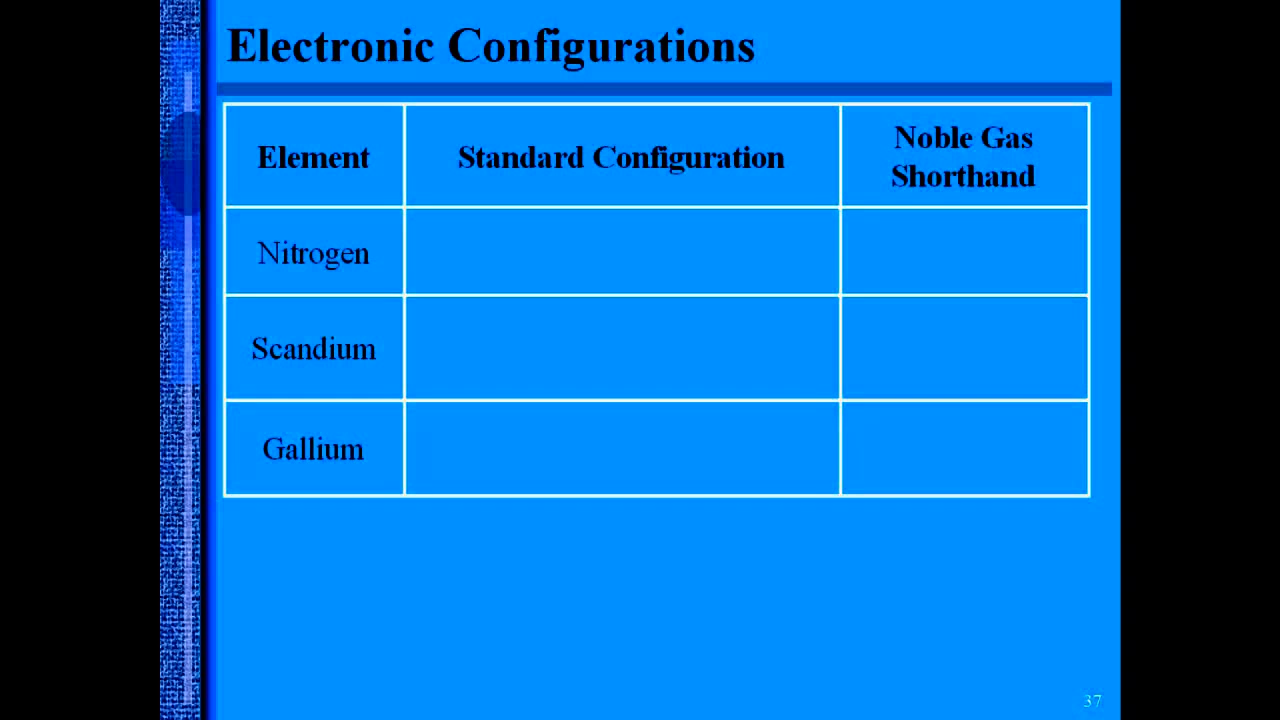 Electronic Configurations
Element
Standard Configuration
Noble Gas
Shorthand
Nitrogen
Scandium
Gallium
37